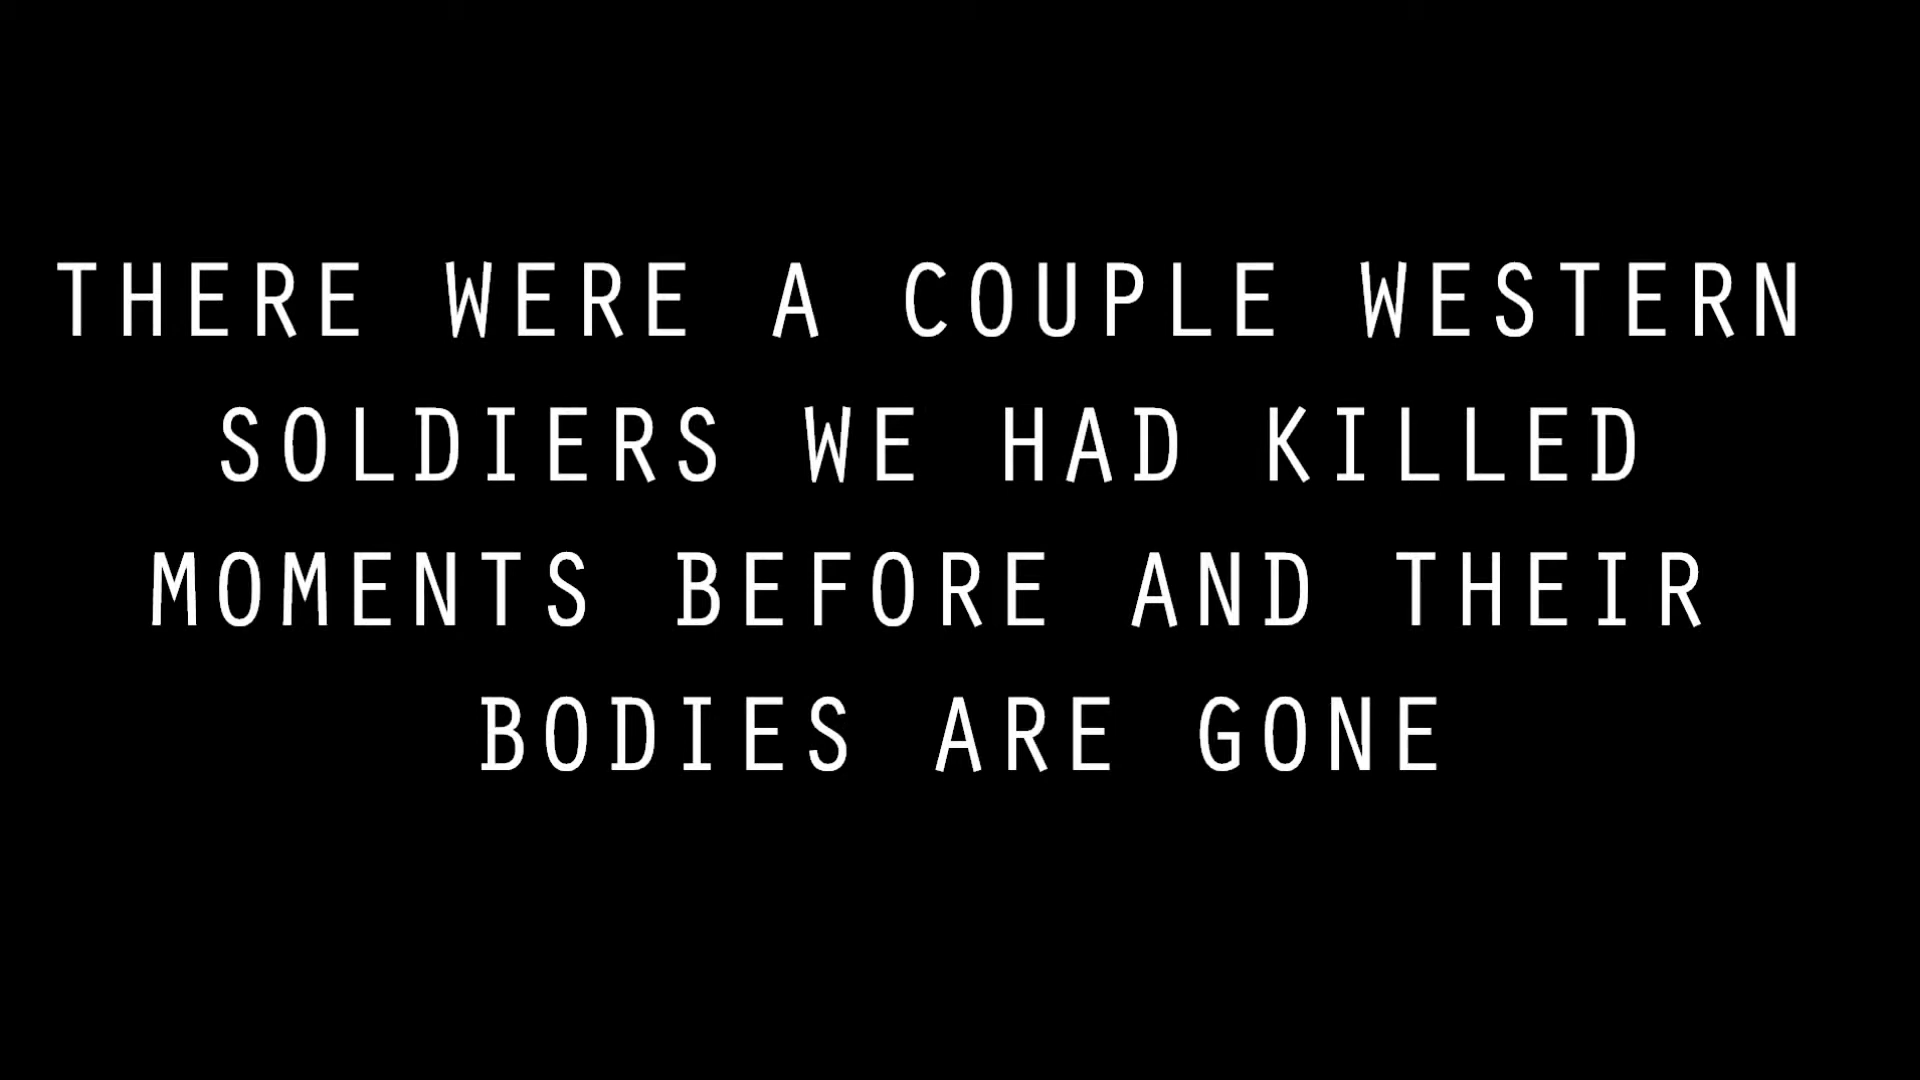 THERE WERE A COUPLE WESTERN
SOLDIERS WE HAD KILLED
MOMENTS BEFORE AND THEIR
BODIES ARE GONE